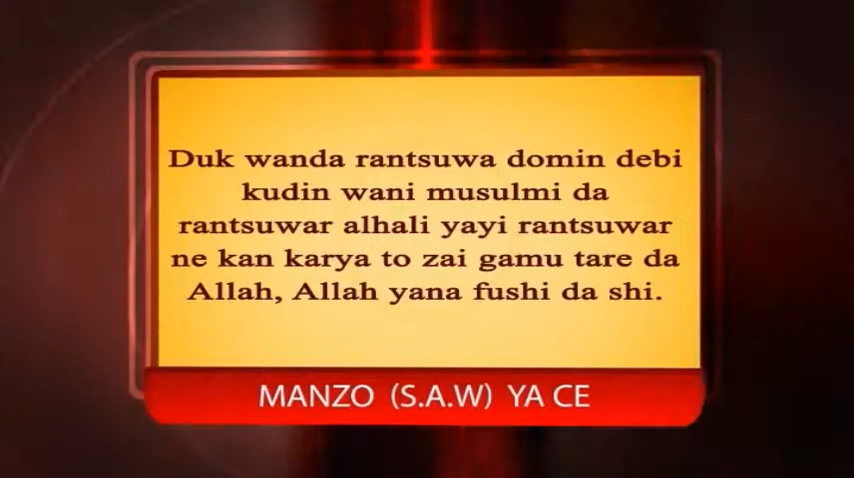 Duk wanda rantsuwa domin debi
kudin wani musulmi da
rantsuwar alhali yayi rantsuwar
ne kan karya to zai gamu tare da
Allah, Allah yana fushi da shi.
MANZO (S.A.W) YA CE